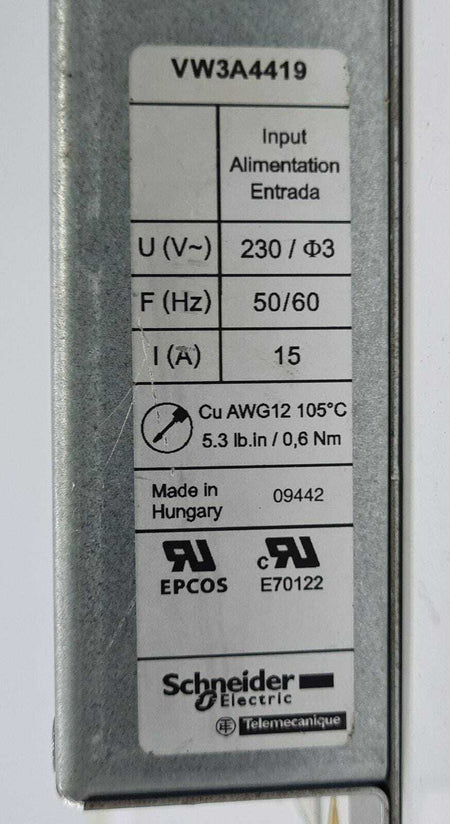 VW3A4419
Input
Alimentation
Entrada
U (V~) 230 / Φ3
F (Hz) 50/60
I (A) 15
Cu AWG12 105°C
5.3 lb.in / 0,6 Nm
Made in
Hungary
09442
EPCOS
c
E70122
Schneider
Electric
Telemecanique